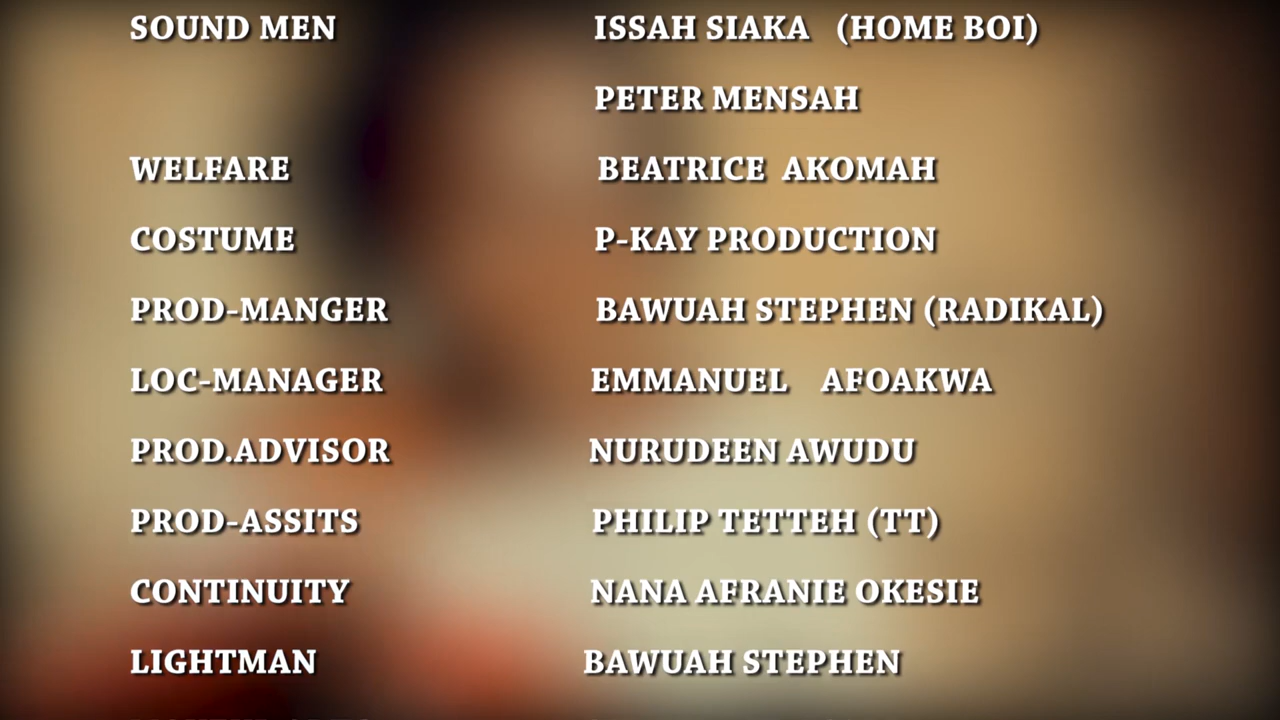 SOUND MEN ISSAH SIAKA (HOME BOI)
PETER MENSAH
WELFARE BEATRICE AKOMAH
COSTUME P-KAY PRODUCTION
PROD-MANGER BAWUAH STEPHEN (RADIKAL)
LOC-MANAGER EMMANUEL AFOAKWA
PROD.ADVISOR NURUDEEN AWUDU
PROD-ASSITS PHILIP TETTEH (TT)
CONTINUITY NANA AFRANIE OKESIE
LIGHTMAN BAWUAH STEPHEN